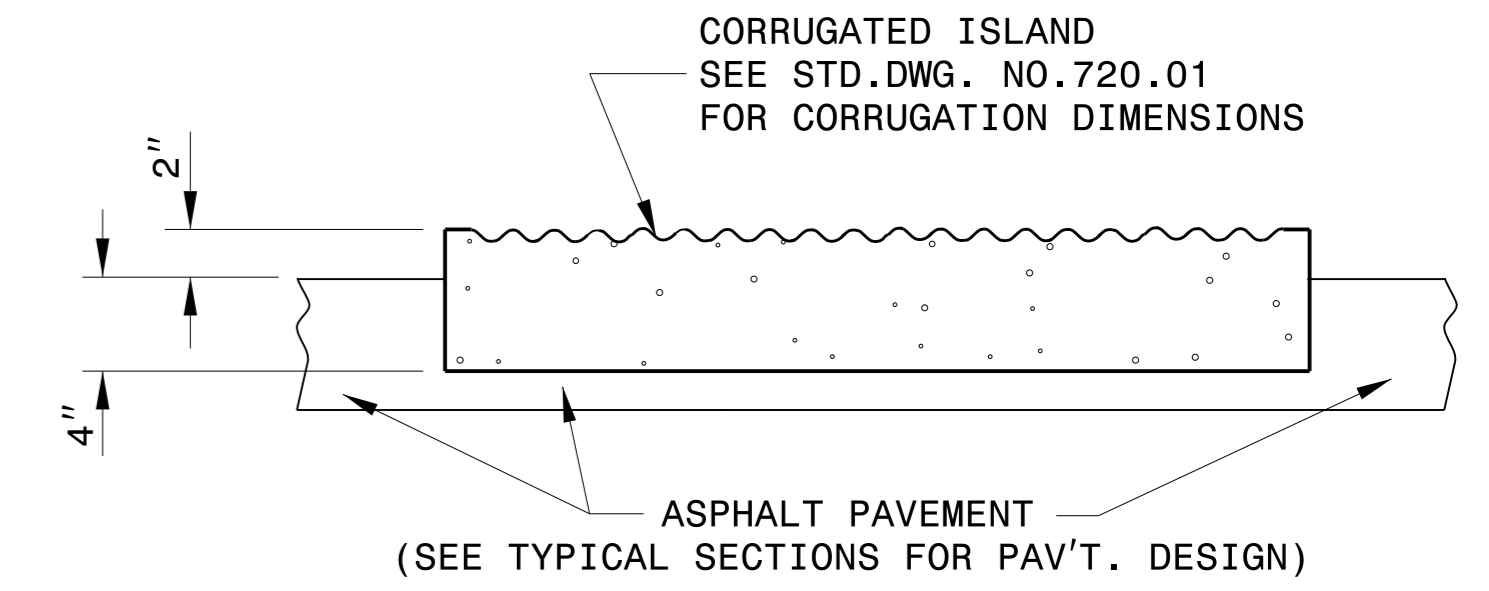 CORRUGATED ISLAND
SEE STD.DWG. NO.720.01
FOR CORRUGATION DIMENSIONS
2"
4"
ASPHALT PAVEMENT
(SEE TYPICAL SECTIONS FOR PAV'T. DESIGN)